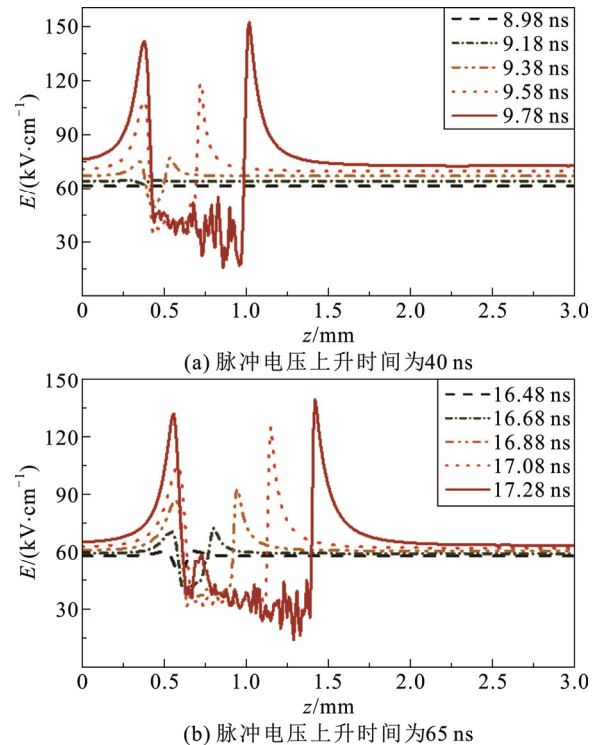 150
120
90
60
30
E/(kV·cm⁻¹)
8.98 ns
9.18 ns
9.38 ns
9.58 ns
9.78 ns
0 0.5 1.0 1.5 2.0 2.5 3.0
z/mm
(a) 脉冲电压上升时间为40 ns
150
120
90
60
30
E/(kV·cm⁻¹)
16.48 ns
16.68 ns
16.88 ns
17.08 ns
17.28 ns
0 0.5 1.0 1.5 2.0 2.5 3.0
z/mm
(b) 脉冲电压上升时间为65 ns